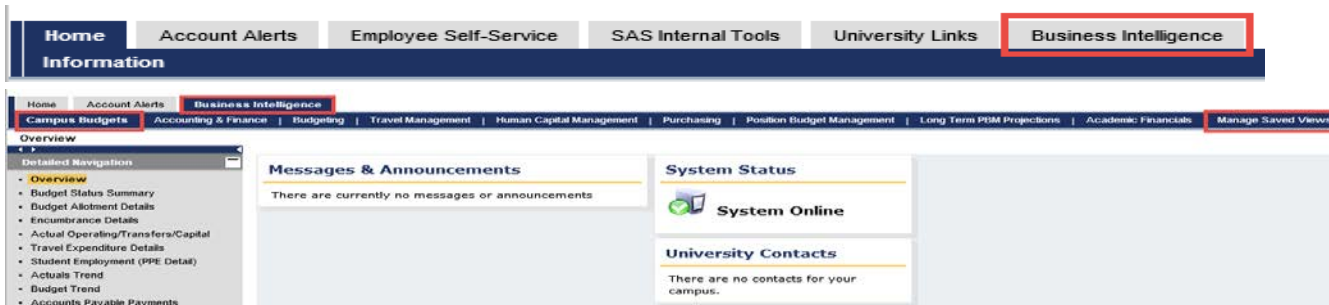 Home Account Alerts Employee Self-Service SAS Internal Tools University Links Business Intelligence
Information
Home Account Alerts Business Intelligence
Campus Budgets Accounting & Finance | Budgeting | Travel Management | Human Capital Management | Purchasing | Position Budget Management | Long Term PBM Projections | Academic Financials Manage Saved Views
Overview
Detailed Navigation
• Overview
• Budget Status Summary
• Budget Allotment Details
• Encumbrance Details
• Actual Operating/Transfers/Capital
• Travel Expenditure Details
• Student Employment (PPE Detail)
• Actuals Trend
• Budget Trend
• Accounts Payable Payments
Messages & Announcements
There are currently no messages or announcements
System Status
System Online
University Contacts
There are no contacts for your
campus.